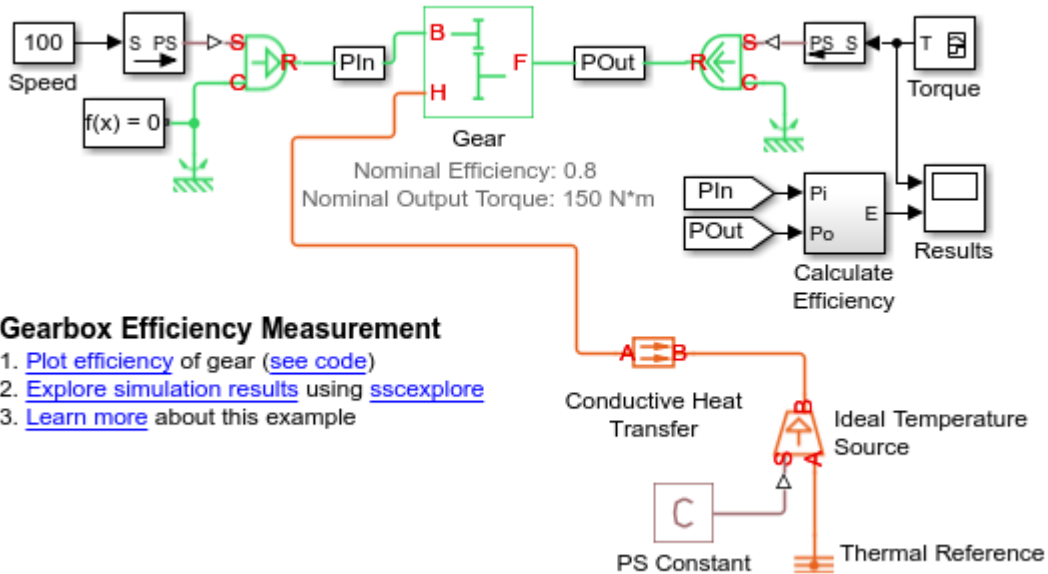 100
Speed
S PS
S
R
C
f(x) = 0
PIn
B
F
H
Gear
Nominal Efficiency: 0.8
Nominal Output Torque: 150 N*m
POut
R
S
C
PS S
T
Torque
PIn
POut
Pi
Po
E
Calculate
Efficiency
Results
Gearbox Efficiency Measurement
1. Plot efficiency of gear (see code)
2. Explore simulation results using sscexplore
3. Learn more about this example
A
B
Conductive Heat
Transfer
B
S
A
Ideal Temperature
Source
C
PS Constant
Thermal Reference